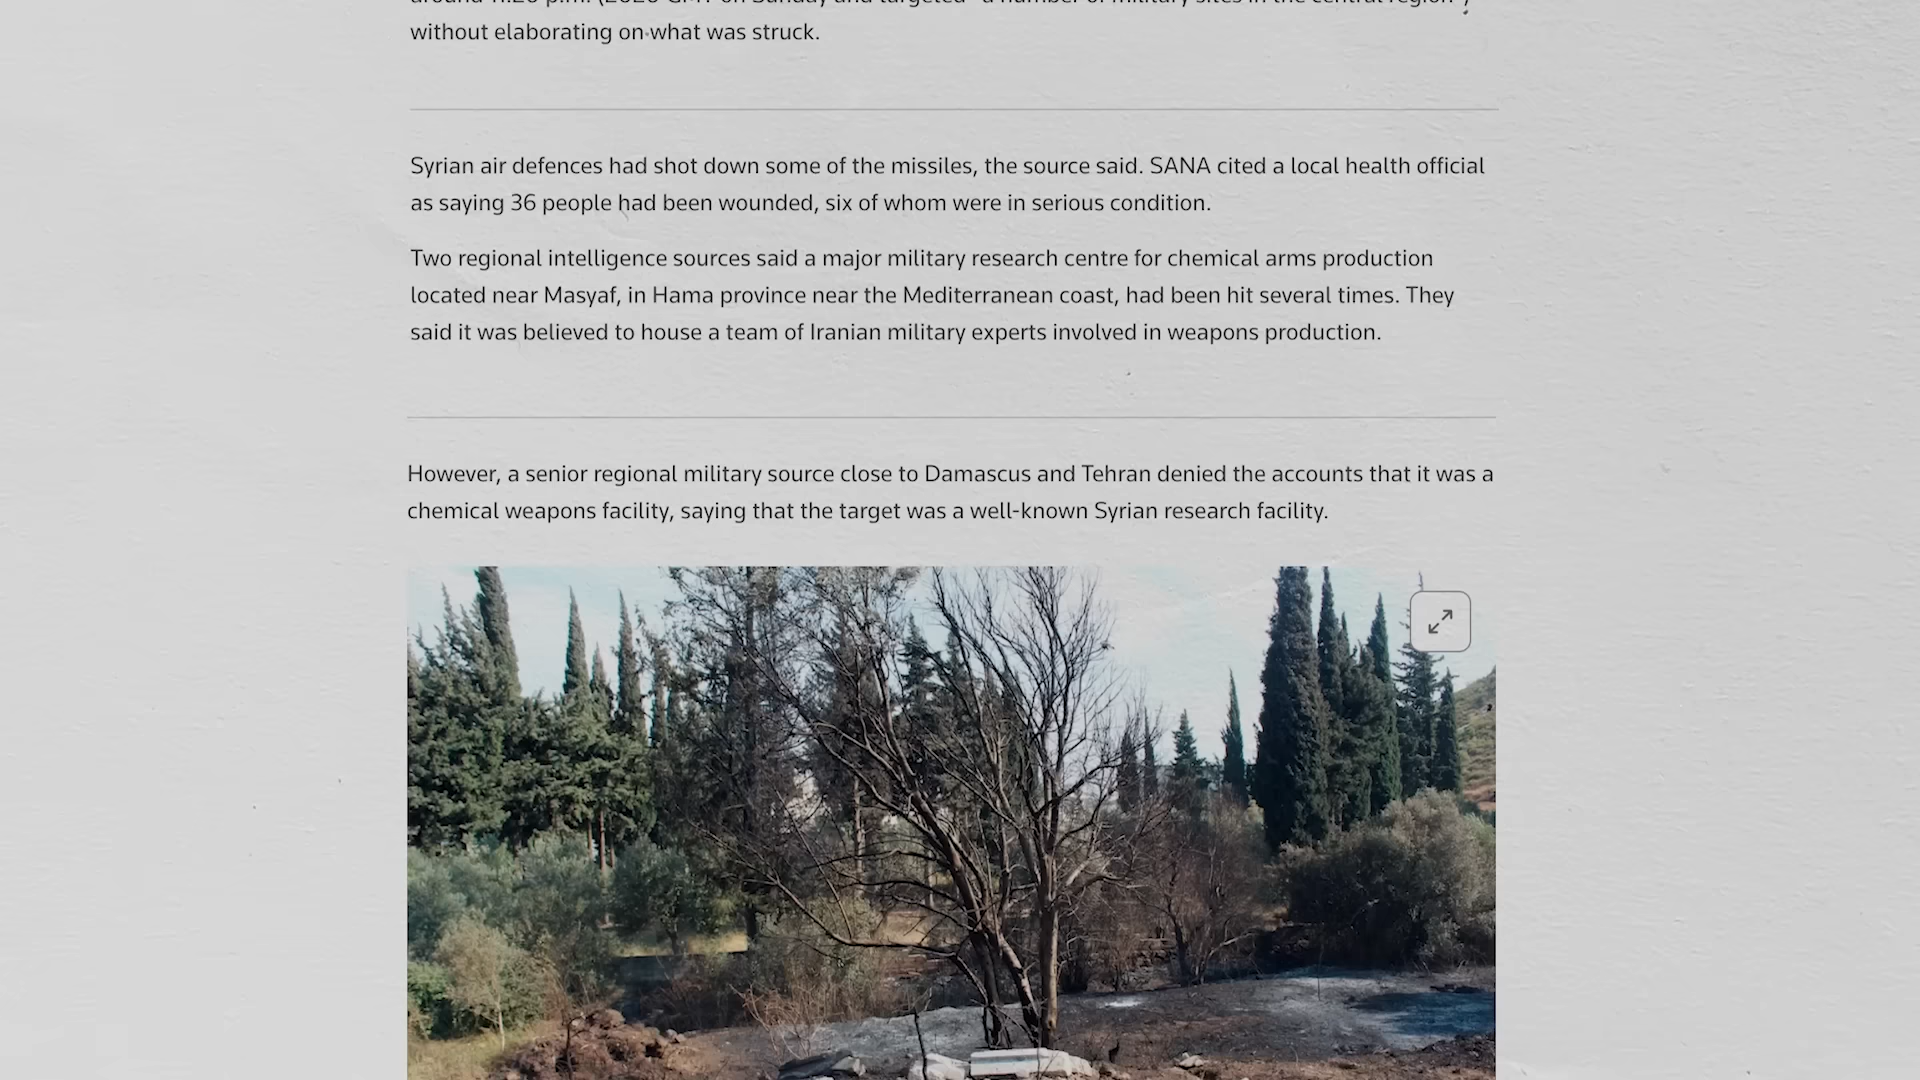 without elaborating on what was struck.
Syrian air defences had shot down some of the missiles, the source said. SANA cited a local health official
as saying 36 people had been wounded, six of whom were in serious condition.
Two regional intelligence sources said a major military research centre for chemical arms production
located near Masyaf, in Hama province near the Mediterranean coast, had been hit several times. They
said it was believed to house a team of Iranian military experts involved in weapons production.
However, a senior regional military source close to Damascus and Tehran denied the accounts that it was a
chemical weapons facility, saying that the target was a well-known Syrian research facility.